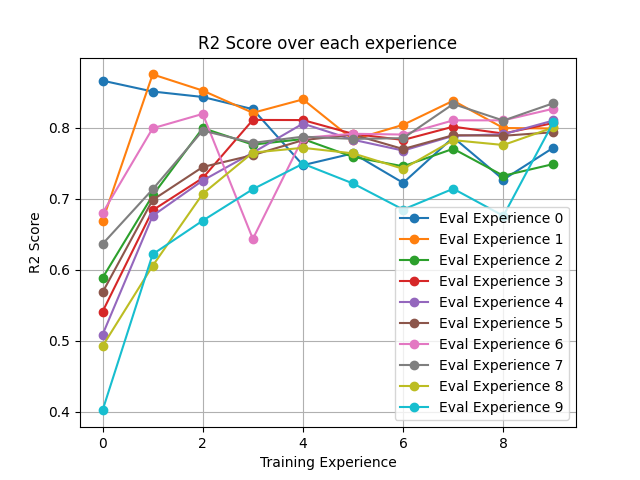 R2 Score over each experience
R2 Score
0.8
0.7
0.6
0.5
0.4
0 2 4 6 8
Training Experience
Eval Experience 0
Eval Experience 1
Eval Experience 2
Eval Experience 3
Eval Experience 4
Eval Experience 5
Eval Experience 6
Eval Experience 7
Eval Experience 8
Eval Experience 9